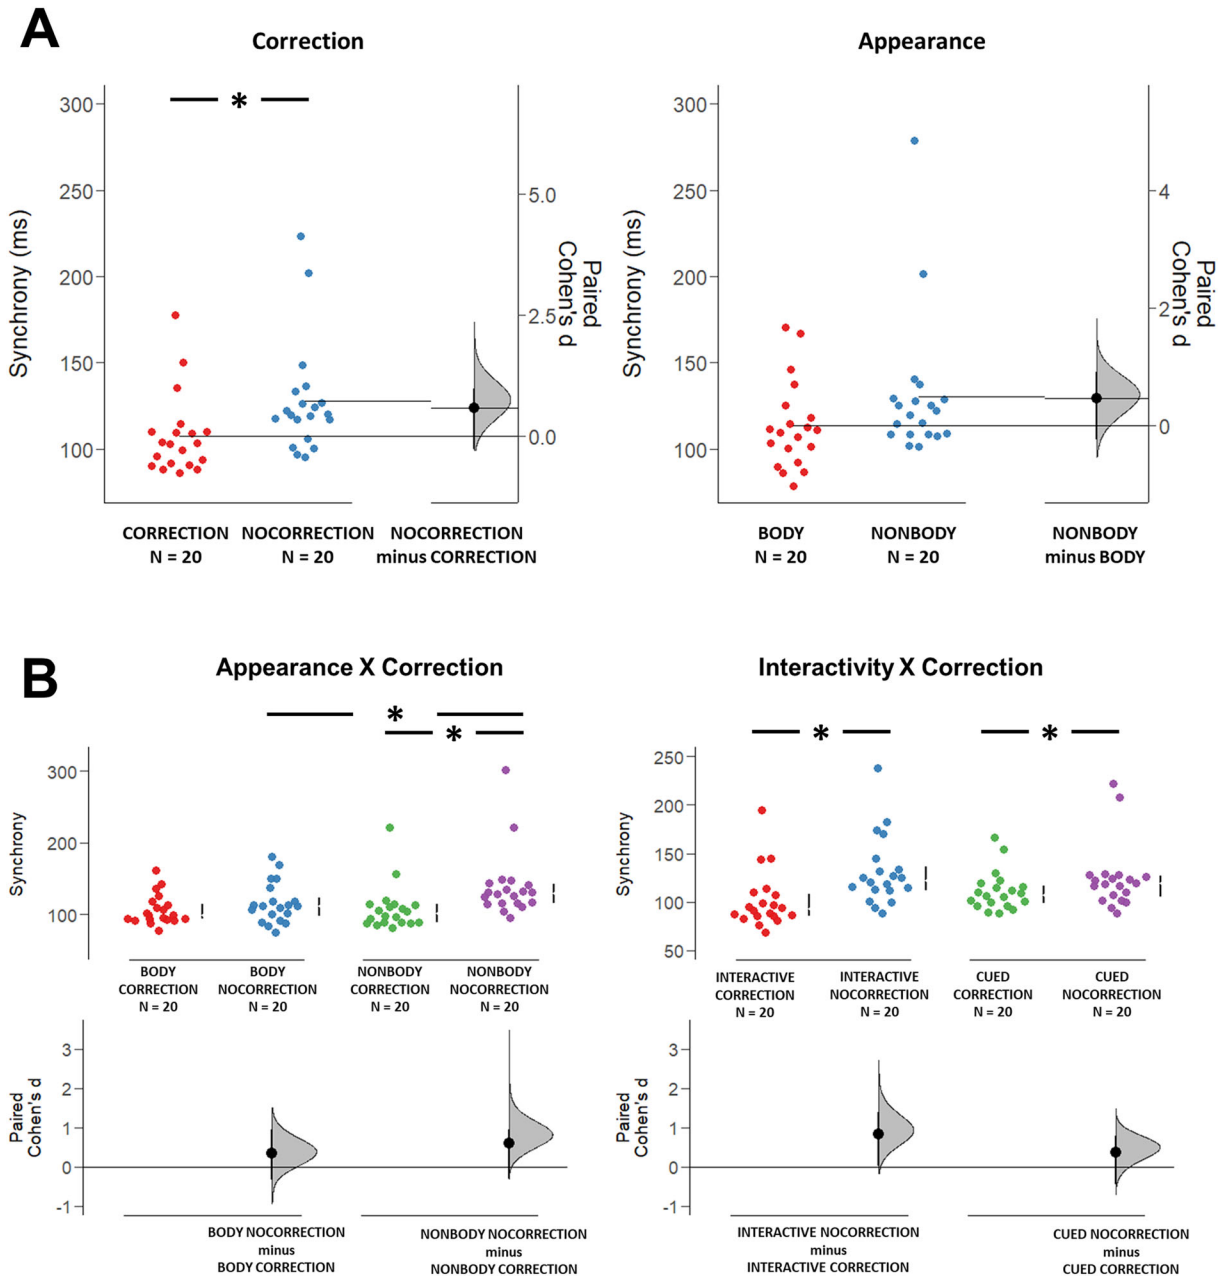 A
Correction
Appearance
*
300
250
200
150
100
Synchrony (ms)
5.0
2.5
0.0
Paired
Cohen's d
CORRECTION
N = 20
NOCORRECTION
N = 20
NOCORRECTION
minus CORRECTION
300
250
200
150
100
Synchrony (ms)
4
2
0
Paired
Cohen's d
BODY
N = 20
NONBODY
N = 20
NONBODY
minus BODY
B
Appearance X Correction
Interactivity X Correction
*
*
300
200
100
Synchrony
BODY
CORRECTION
N = 20
BODY
NOCORRECTION
N = 20
NONBODY
CORRECTION
N = 20
NONBODY
NOCORRECTION
N = 20
3
2
1
0
-1
Paired
Cohen's d
BODY NOCORRECTION
minus
BODY CORRECTION
NONBODY NOCORRECTION
minus
NONBODY CORRECTION
*
*
250
200
150
100
50
Synchrony
INTERACTIVE
CORRECTION
N = 20
INTERACTIVE
NOCORRECTION
N = 20
CUED
CORRECTION
N = 20
CUED
NOCORRECTION
N = 20
3
2
1
0
-1
Paired
Cohen's d
INTERACTIVE NOCORRECTION
minus
INTERACTIVE CORRECTION
CUED NOCORRECTION
minus
CUED CORRECTION